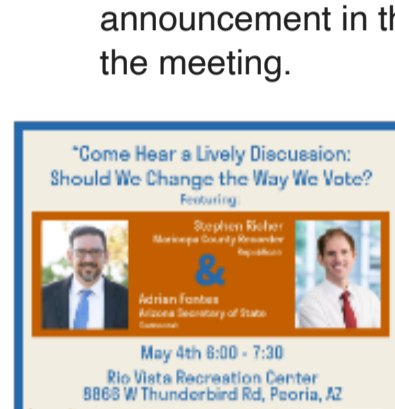 announcement in th
the meeting.
"Come Hear a Lively Discussion:
Should We Change the Way We Vote?
Featuring:
Stephen Richer
Maricopa County Recorder
Republican
&
Adrian Fontes
Arizona Secretary of State
Democrat
May 4th 6:00 - 7:30
Rio Vista Recreation Center
8866 W Thunderbird Rd, Peoria, AZ